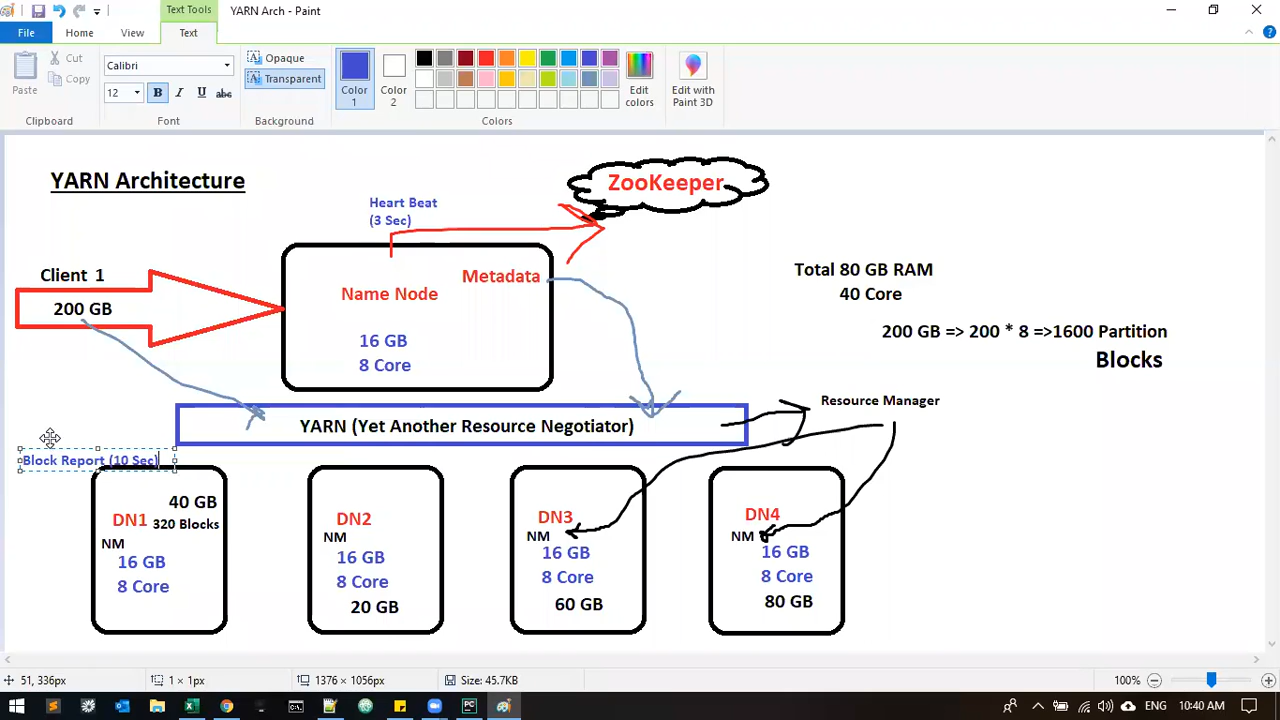 YARN Arch - Paint
Text Tools
File
Home
View
Text
Paste
Cut
Copy
Clipboard
Calibri
12
B I U abc
Font
Opaque
Transparent
Background
Color 1
Color 2
Edit colors
Colors
Edit with Paint 3D
YARN Architecture
ZooKeeper
Heart Beat
(3 Sec)
Client 1
200 GB
Metadata
Name Node
16 GB
8 Core
Total 80 GB RAM
40 Core
200 GB => 200 * 8 =>1600 Partition
Blocks
Resource Manager
YARN (Yet Another Resource Negotiator)
Block Report (10 Sec)
40 GB
DN1 320 Blocks
NM
16 GB
8 Core
DN2
NM
16 GB
8 Core
20 GB
DN3
NM
16 GB
8 Core
60 GB
DN4
NM
16 GB
8 Core
80 GB
51, 336px
1 × 1px
1376 × 1056px
Size: 45.7KB
100%
ENG
10:40 AM